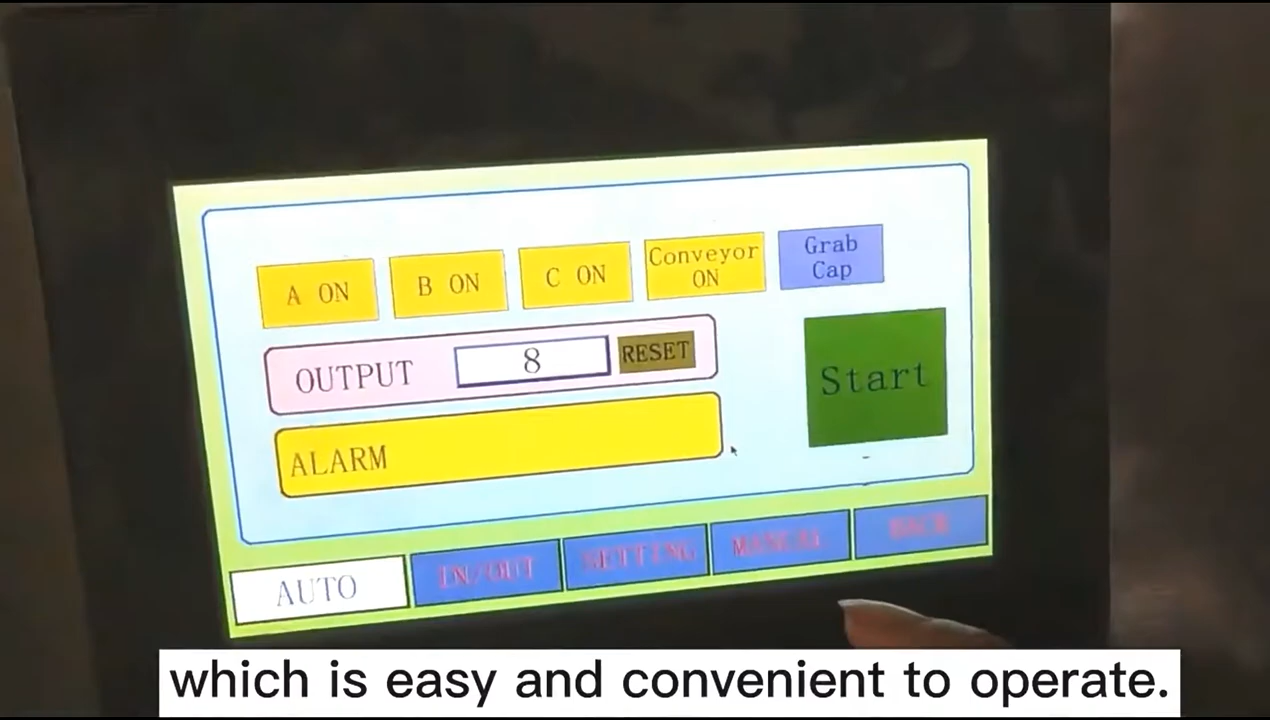 A ON
B ON
C ON
Conveyor
ON
Grab
Cap
OUTPUT
8
RESET
Start
ALARM
AUTO
IN/OUT
SETTING
MANUAL
BACK
which is easy and convenient to operate.